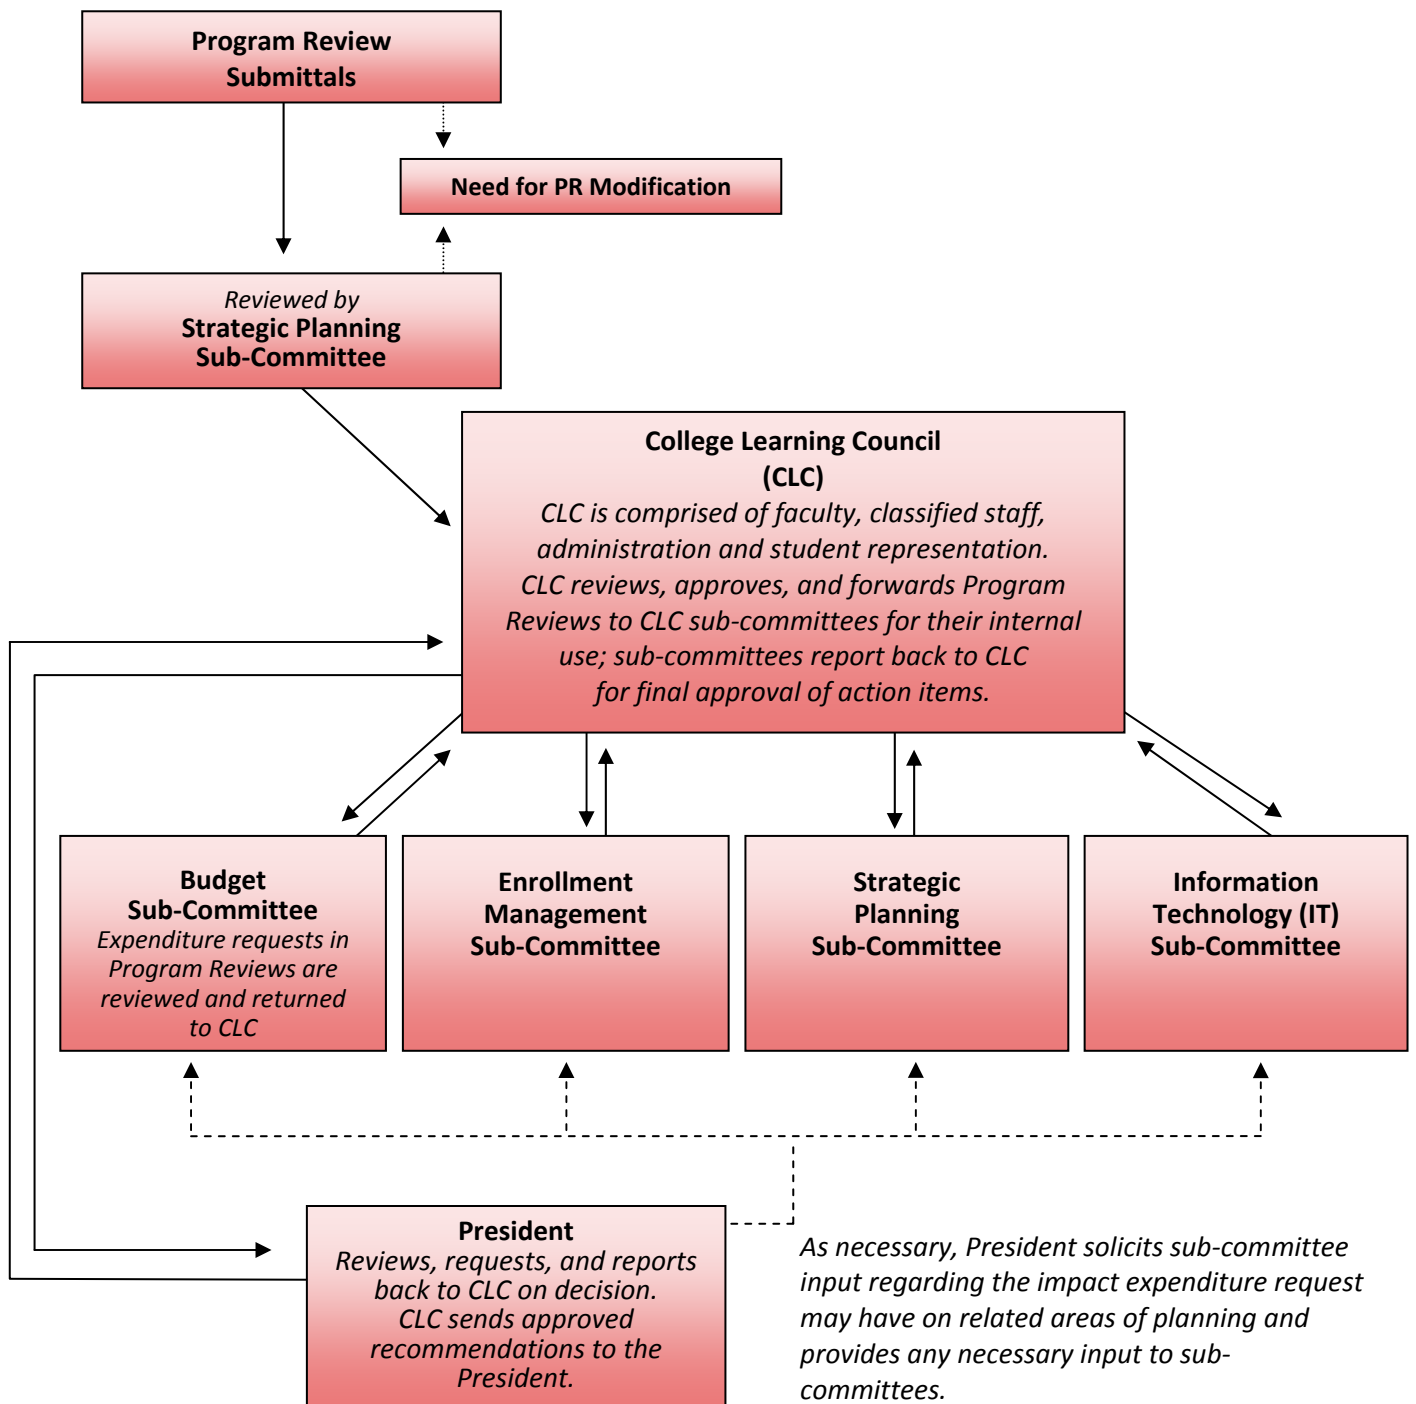 Program Review
Submittals
Need for PR Modification
Reviewed by
Strategic Planning
Sub-Committee
College Learning Council
(CLC)
CLC is comprised of faculty, classified staff,
administration and student representation.
CLC reviews, approves, and forwards Program
Reviews to CLC sub-committees for their internal
use; sub-committees report back to CLC
for final approval of action items.
Budget
Sub-Committee
Expenditure requests in
Program Reviews are
reviewed and returned
to CLC
Enrollment
Management
Sub-Committee
Strategic
Planning
Sub-Committee
Information
Technology (IT)
Sub-Committee
President
Reviews, requests, and reports
back to CLC on decision.
CLC sends approved
recommendations to the
President.
As necessary, President solicits sub-committee
input regarding the impact expenditure request
may have on related areas of planning and
provides any necessary input to sub-
committees.